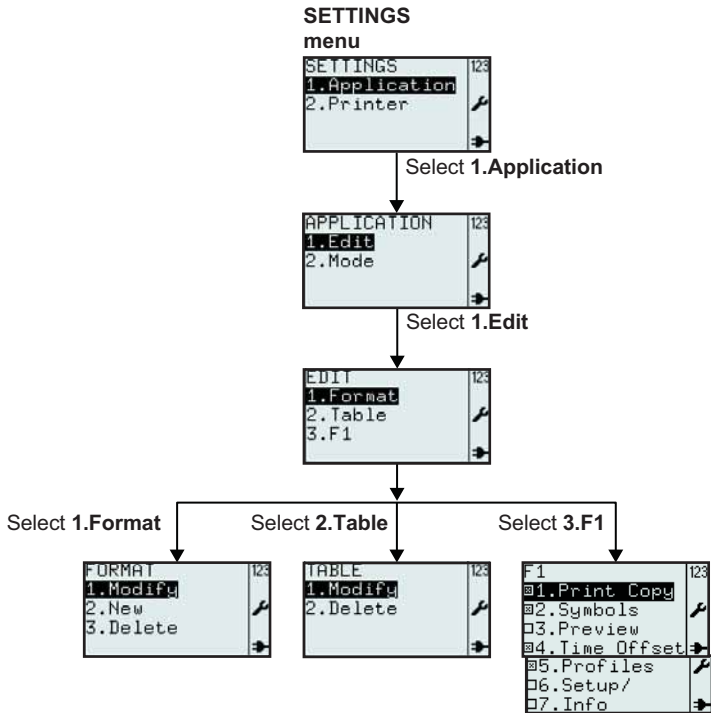 SETTINGS
menu
SETTINGS 123
1.Application
2.Printer
Select 1.Application
APPLICATION 123
1.Edit
2.Mode
Select 1.Edit
EDIT 123
1.Format
2.Table
3.F1
Select 1.Format
Select 2.Table
Select 3.F1
FORMAT 123
1.Modify
2.New
3.Delete
TABLE 123
1.Modify
2.Delete
F1 123
1.Print Copy
2.Symbols
3.Preview
4.Time Offset
5.Profiles
6.Setup/
7.Info